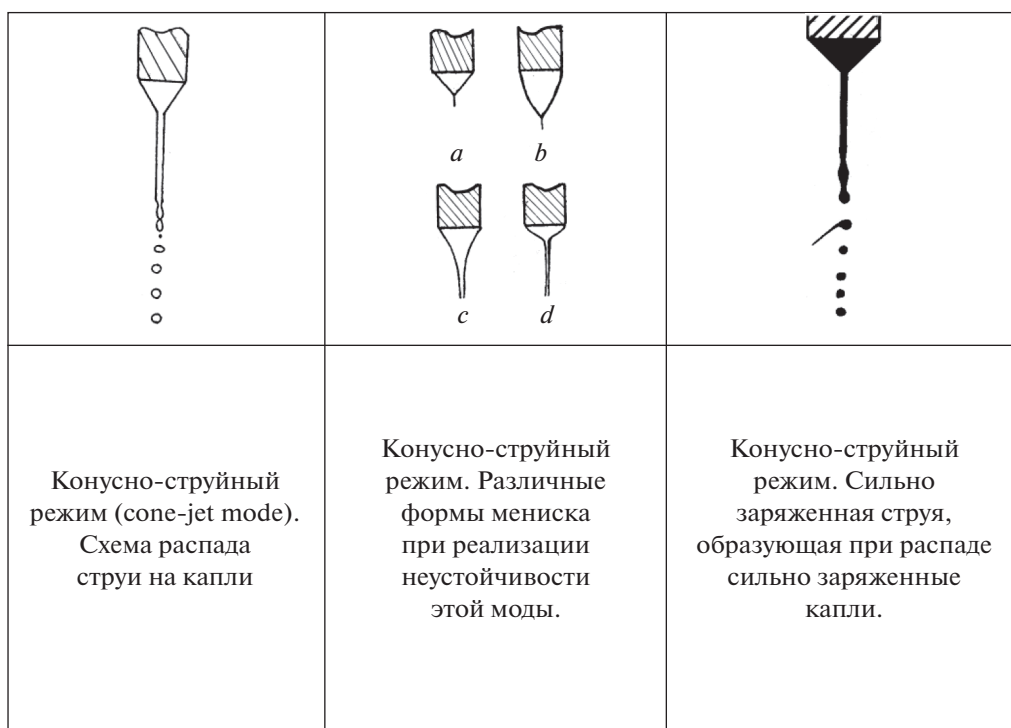 a
b
c
d
Конусно-струйный
режим (cone-jet mode).
Схема распада
струи на капли
Конусно-струйный
режим. Различные
формы мениска
при реализации
неустойчивости
этой моды.
Конусно-струйный
режим. Сильно
заряженная струя,
образующая при распаде
сильно заряженные
капли.